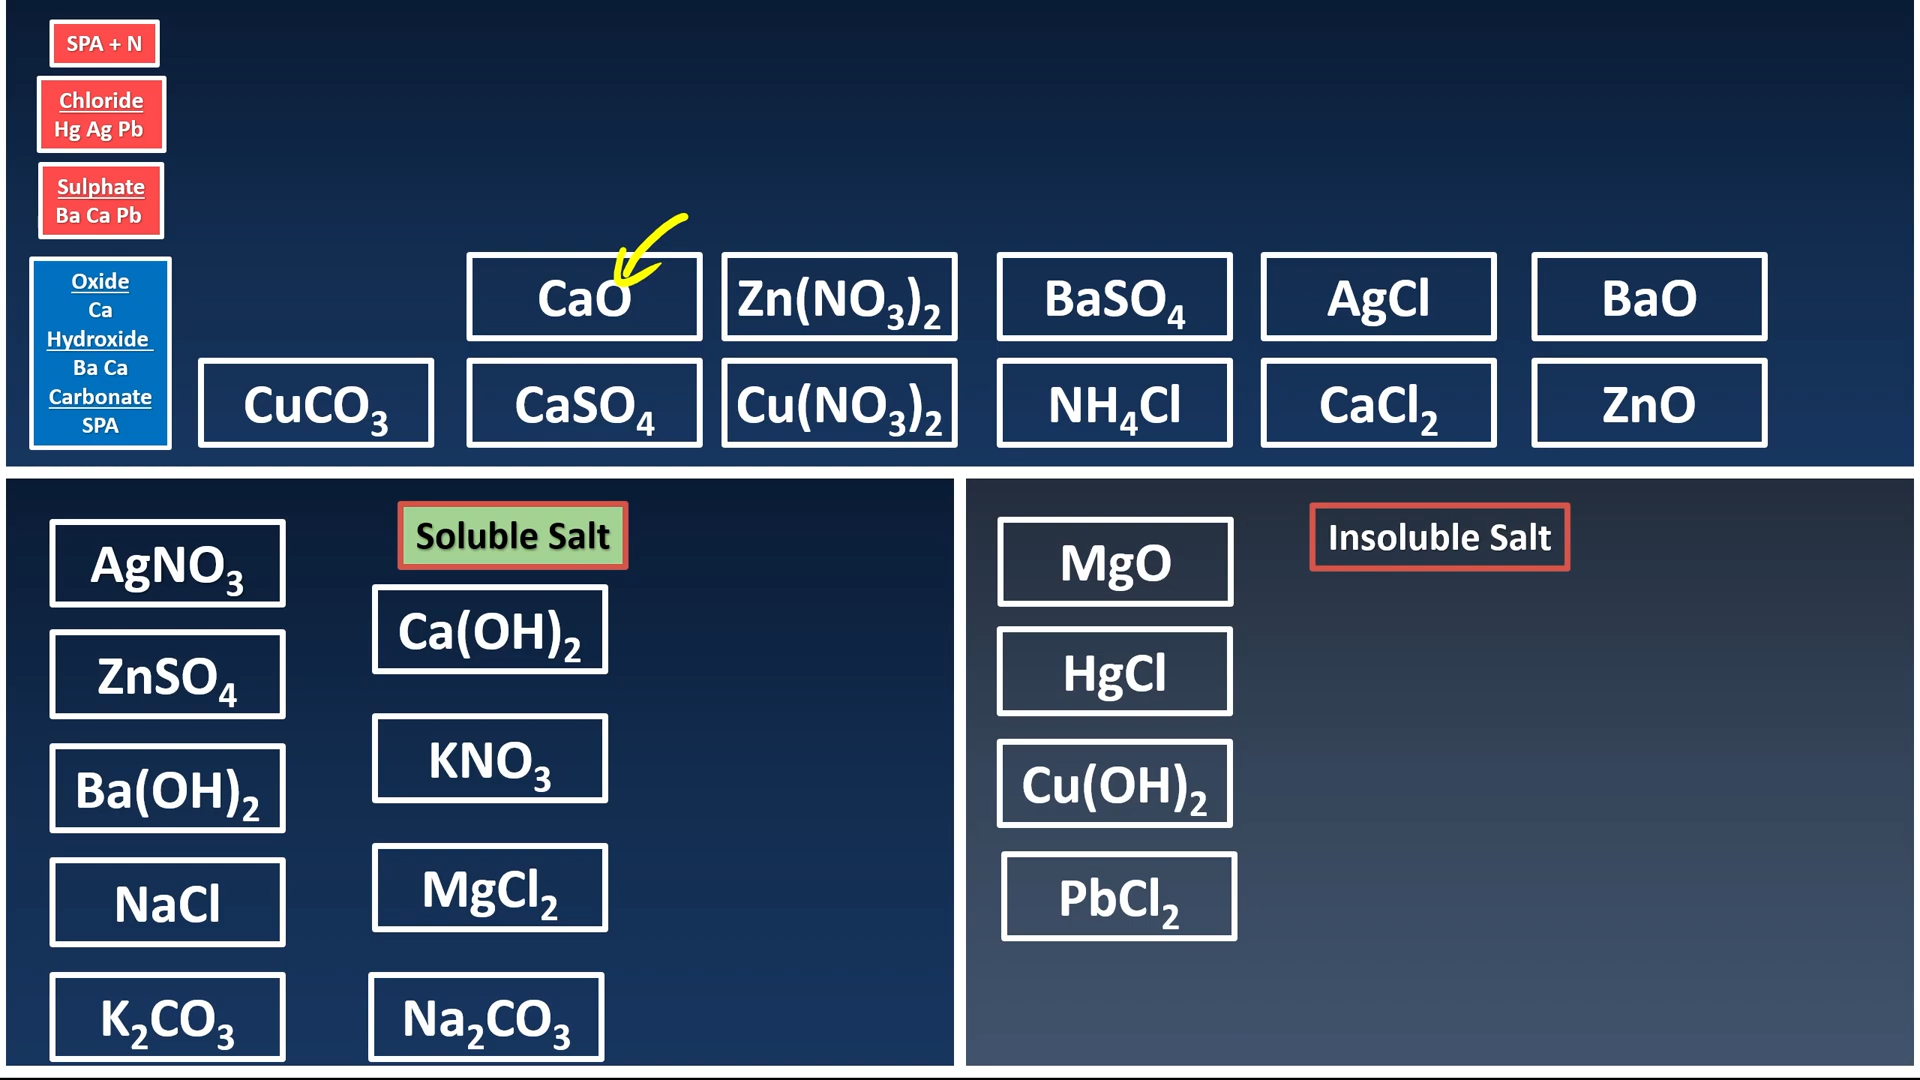 SPA + N
Chloride
Hg Ag Pb
Sulphate
Ba Ca Pb
Oxide
Ca
Hydroxide
Ba Ca
Carbonate
SPA
CaO
Zn(NO₃)₂
BaSO₄
AgCl
BaO
CuCO₃
CaSO₄
Cu(NO₃)₂
NH₄Cl
CaCl₂
ZnO
Soluble Salt
AgNO₃
ZnSO₄
Ba(OH)₂
NaCl
K₂CO₃
Ca(OH)₂
KNO₃
MgCl₂
Na₂CO₃
Insoluble Salt
MgO
HgCl
Cu(OH)₂
PbCl₂